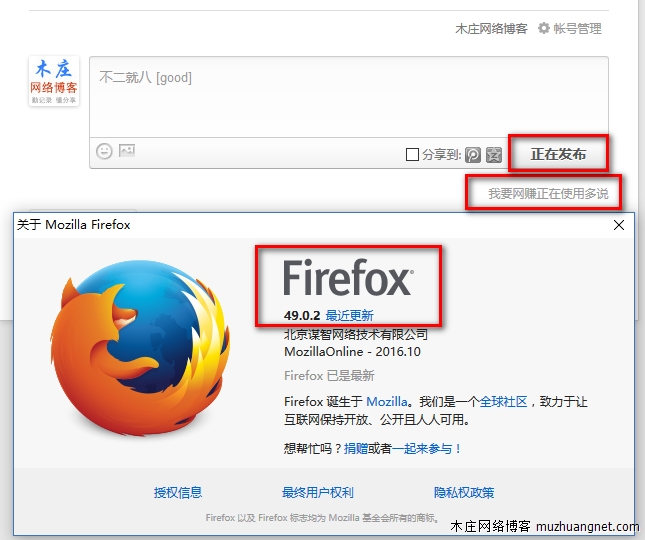 木庄网络博客 帐号管理
木庄
网络博客
勤记录 懂分享
不二就八 [good]
分享到: 正在发布
我要网赚正在使用多说
关于 Mozilla Firefox
Firefox
49.0.2 最近更新
北京谋智网络技术有限公司
MozillaOnline - 2016.10
Firefox 已是最新
Firefox 诞生于 Mozilla。我们是一个全球社区，致力于让
互联网保持开放、公开且人人可用。
想帮忙吗？捐赠或者一起来参与！
授权信息 最终用户权利 隐私权政策
Firefox 以及 Firefox 标志均为 Mozilla 基金会所有的商标。
木庄网络博客 muzhuangnet.com